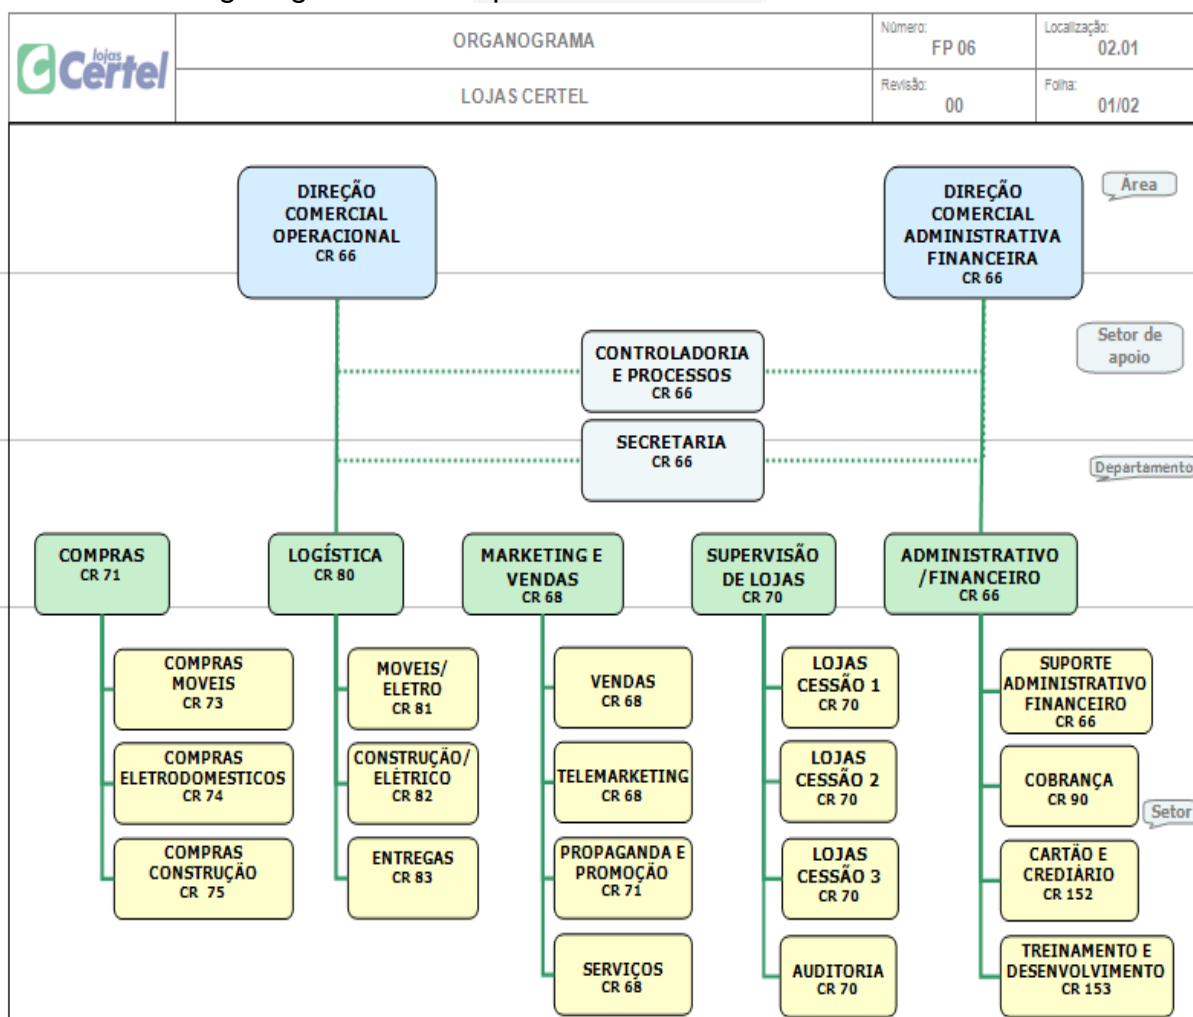 lojas
Certel
ORGANOGRAMA
LOJAS CERTEL
Número:
FP 06
Localização:
02.01
Revisão:
00
Folha:
01/02
DIREÇÃO
COMERCIAL
OPERACIONAL
CR 66
DIREÇÃO
COMERCIAL
ADMINISTRATIVA
FINANCEIRA
CR 66
Área
CONTROLADORIA
E PROCESSOS
CR 66
Setor de
apoio
SECRETARIA
CR 66
Departamento
COMPRAS
CR 71
LOGÍSTICA
CR 80
MARKETING E
VENDAS
CR 68
SUPERVISÃO
DE LOJAS
CR 70
ADMINISTRATIVO
/FINANCEIRO
CR 66
COMPRAS
MOVEIS
CR 73
MOVEIS/
ELETRO
CR 81
VENDAS
CR 68
LOJAS
CESSÃO 1
CR 70
SUPORTE
ADMINISTRATIVO
FINANCEIRO
CR 66
COMPRAS
ELETRODOMESTICOS
CR 74
CONSTRUÇÃO/
ELÉTRICO
CR 82
TELEMARKETING
CR 68
LOJAS
CESSÃO 2
CR 70
COBRANÇA
CR 90
Setor
COMPRAS
CONSTRUÇÃO
CR 75
ENTREGAS
CR 83
PROPAGANDA E
PROMOÇÃO
CR 71
LOJAS
CESSÃO 3
CR 70
CARTÃO E
CREDIÁRIO
CR 152
SERVIÇOS
CR 68
AUDITORIA
CR 70
TREINAMENTO E
DESENVOLVIMENTO
CR 153